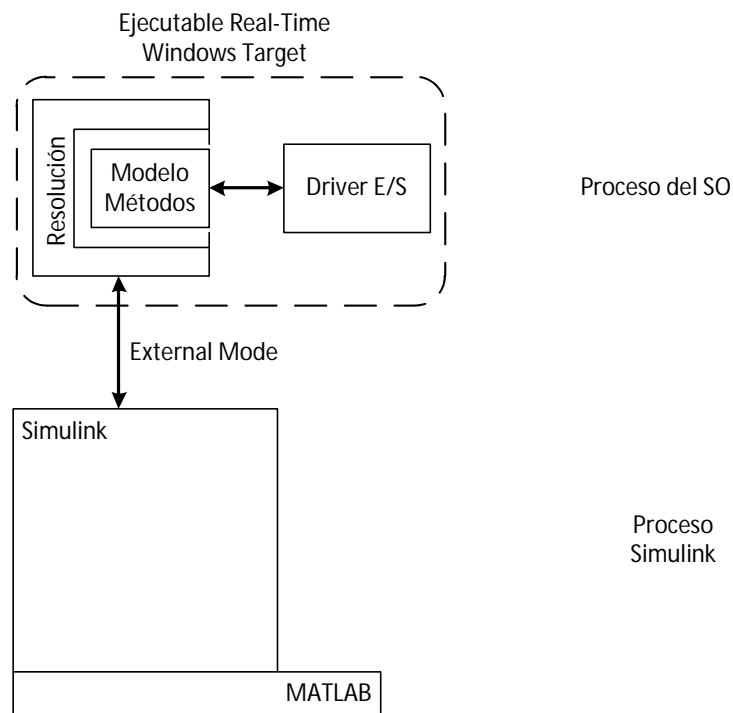 Ejecutable Real-Time
Windows Target
Resolución
Modelo
Métodos
Driver E/S
Proceso del SO
External Mode
Simulink
Proceso
Simulink
MATLAB